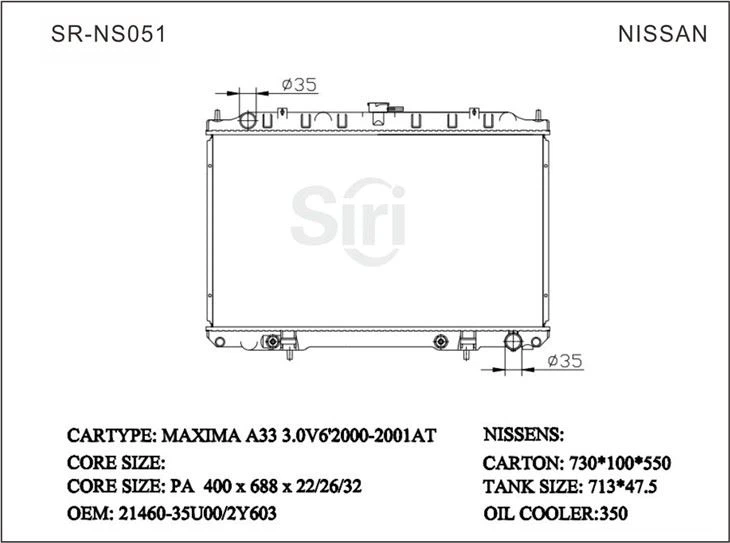 SR-NS051
NISSAN
Ø35
Siri
Ø35
CARTYPE: MAXIMA A33 3.0V6'2000-2001AT
CORE SIZE:
CORE SIZE: PA 400 x 688 x 22/26/32
OEM: 21460-35U00/2Y603
NISSENS:
CARTON: 730*100*550
TANK SIZE: 713*47.5
OIL COOLER:350